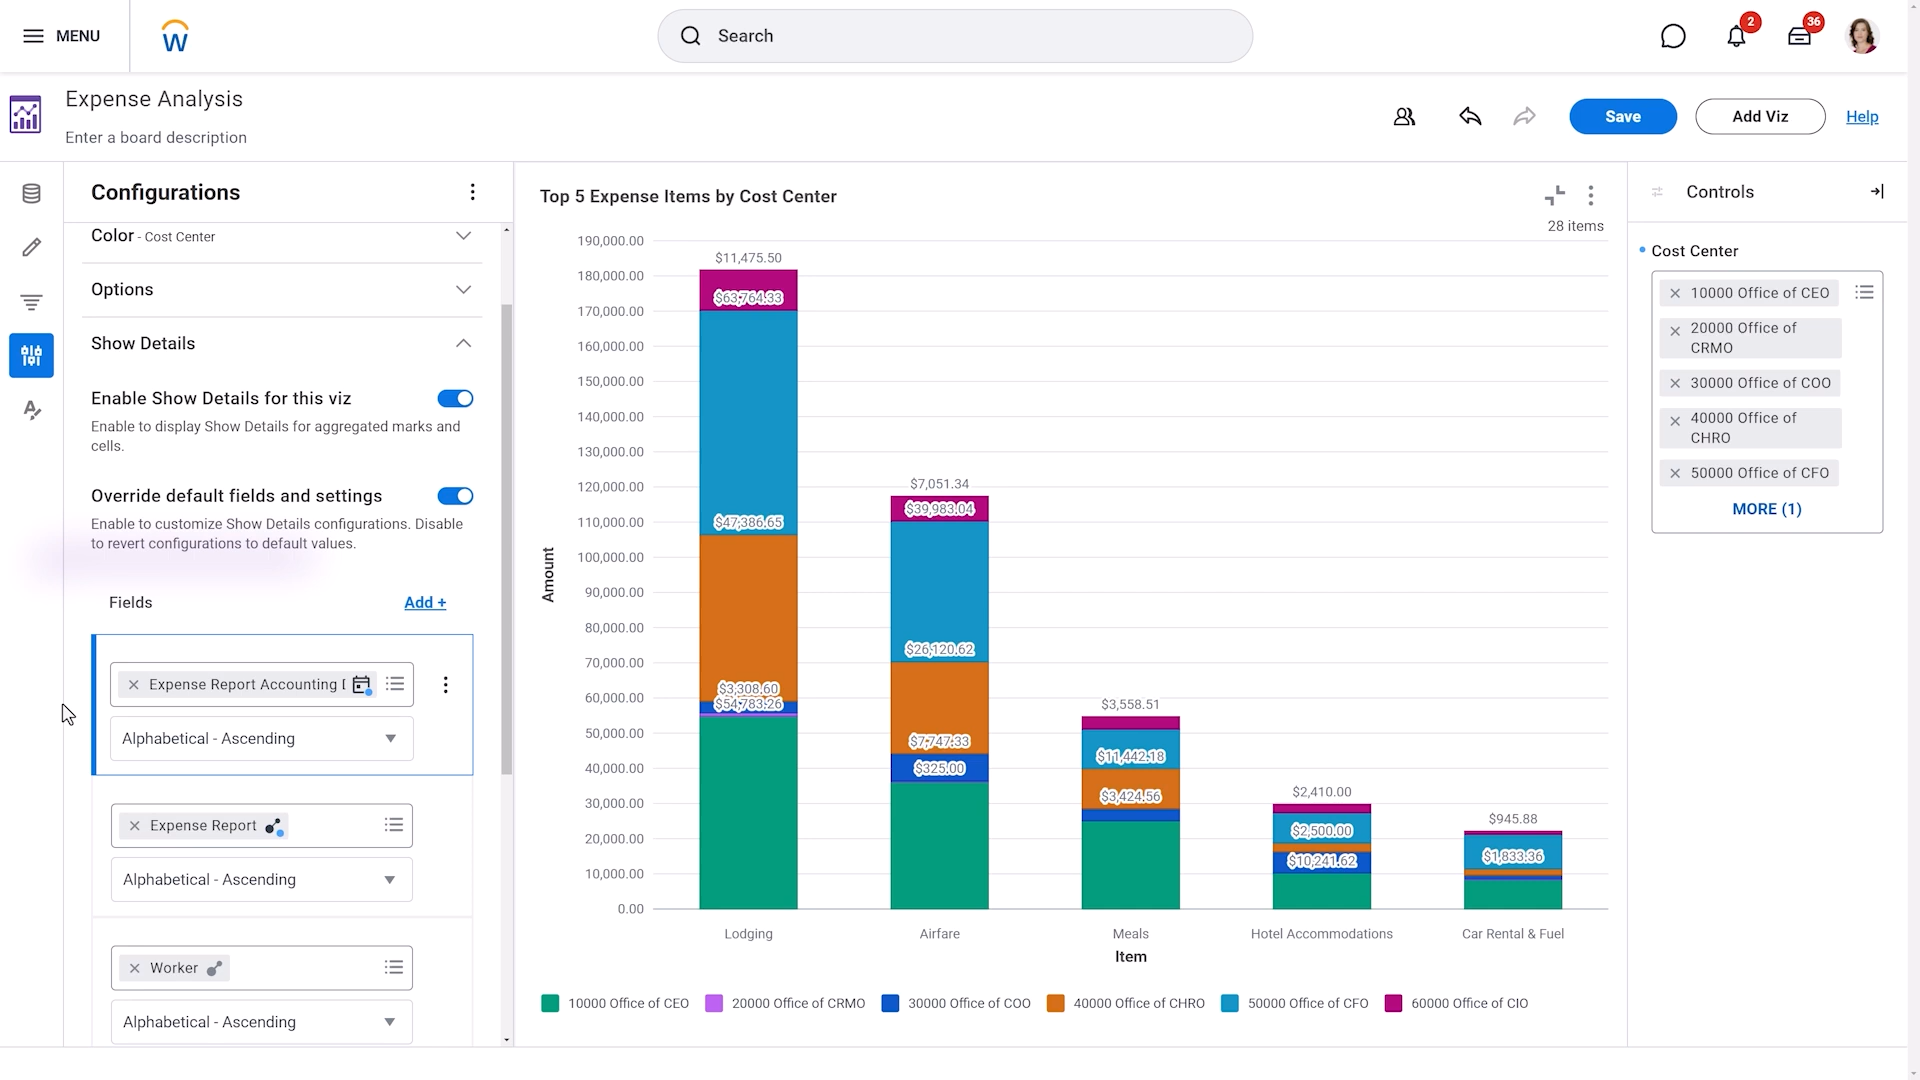 MENU
W
Search
2
36
Expense Analysis
Enter a board description
Save
Add Viz
Help
Configurations
Color - Cost Center
Options
Show Details
Enable Show Details for this viz
Enable to display Show Details for aggregated marks and
cells.
Override default fields and settings
Enable to customize Show Details configurations. Disable
to revert configurations to default values.
Fields
Add +
Expense Report Accounting D
Alphabetical - Ascending
Expense Report
Alphabetical - Ascending
Worker
Alphabetical - Ascending
Top 5 Expense Items by Cost Center
28 items
Amount
190,000.00
180,000.00
170,000.00
160,000.00
150,000.00
140,000.00
130,000.00
120,000.00
110,000.00
100,000.00
90,000.00
80,000.00
70,000.00
60,000.00
50,000.00
40,000.00
30,000.00
20,000.00
10,000.00
0.00
$11,475.50
$63,764.33
$47,386.65
$3,308.60
$54,783.26
$7,051.34
$39,983.04
$26,120.62
$7,747.33
$325.00
$3,558.51
$11,442.18
$3,424.56
$2,410.00
$2,500.00
$10,241.62
$945.88
$1,833.36
Lodging
Airfare
Meals
Hotel Accommodations
Car Rental & Fuel
Item
10000 Office of CEO
20000 Office of CRMO
30000 Office of COO
40000 Office of CHRO
50000 Office of CFO
60000 Office of CIO
Controls
Cost Center
10000 Office of CEO
20000 Office of
CRMO
30000 Office of COO
40000 Office of
CHRO
50000 Office of CFO
MORE (1)